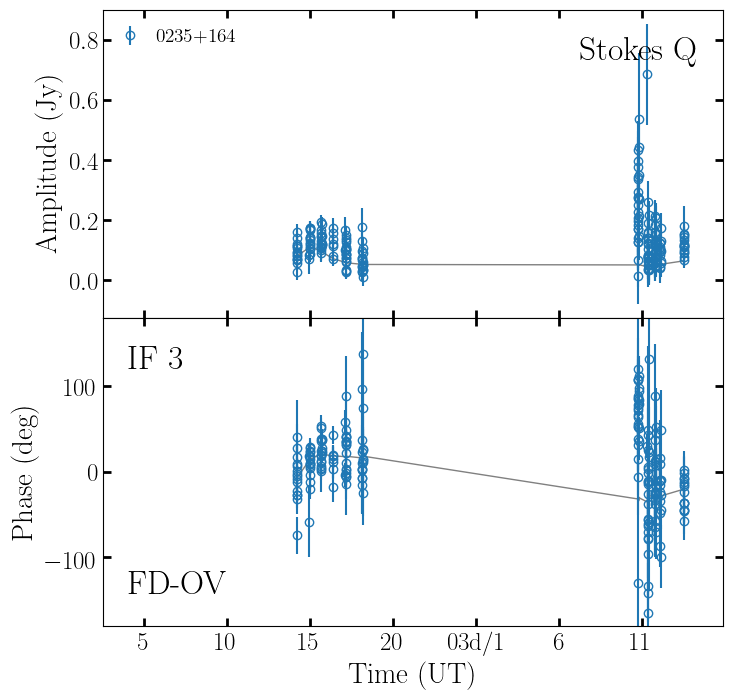 0235+164
Stokes Q
Amplitude (Jy)
0.8
0.6
0.4
0.2
0.0
IF 3
FD-OV
Phase (deg)
100
0
−100
5 10 15 20 03d/1 6 11
Time (UT)